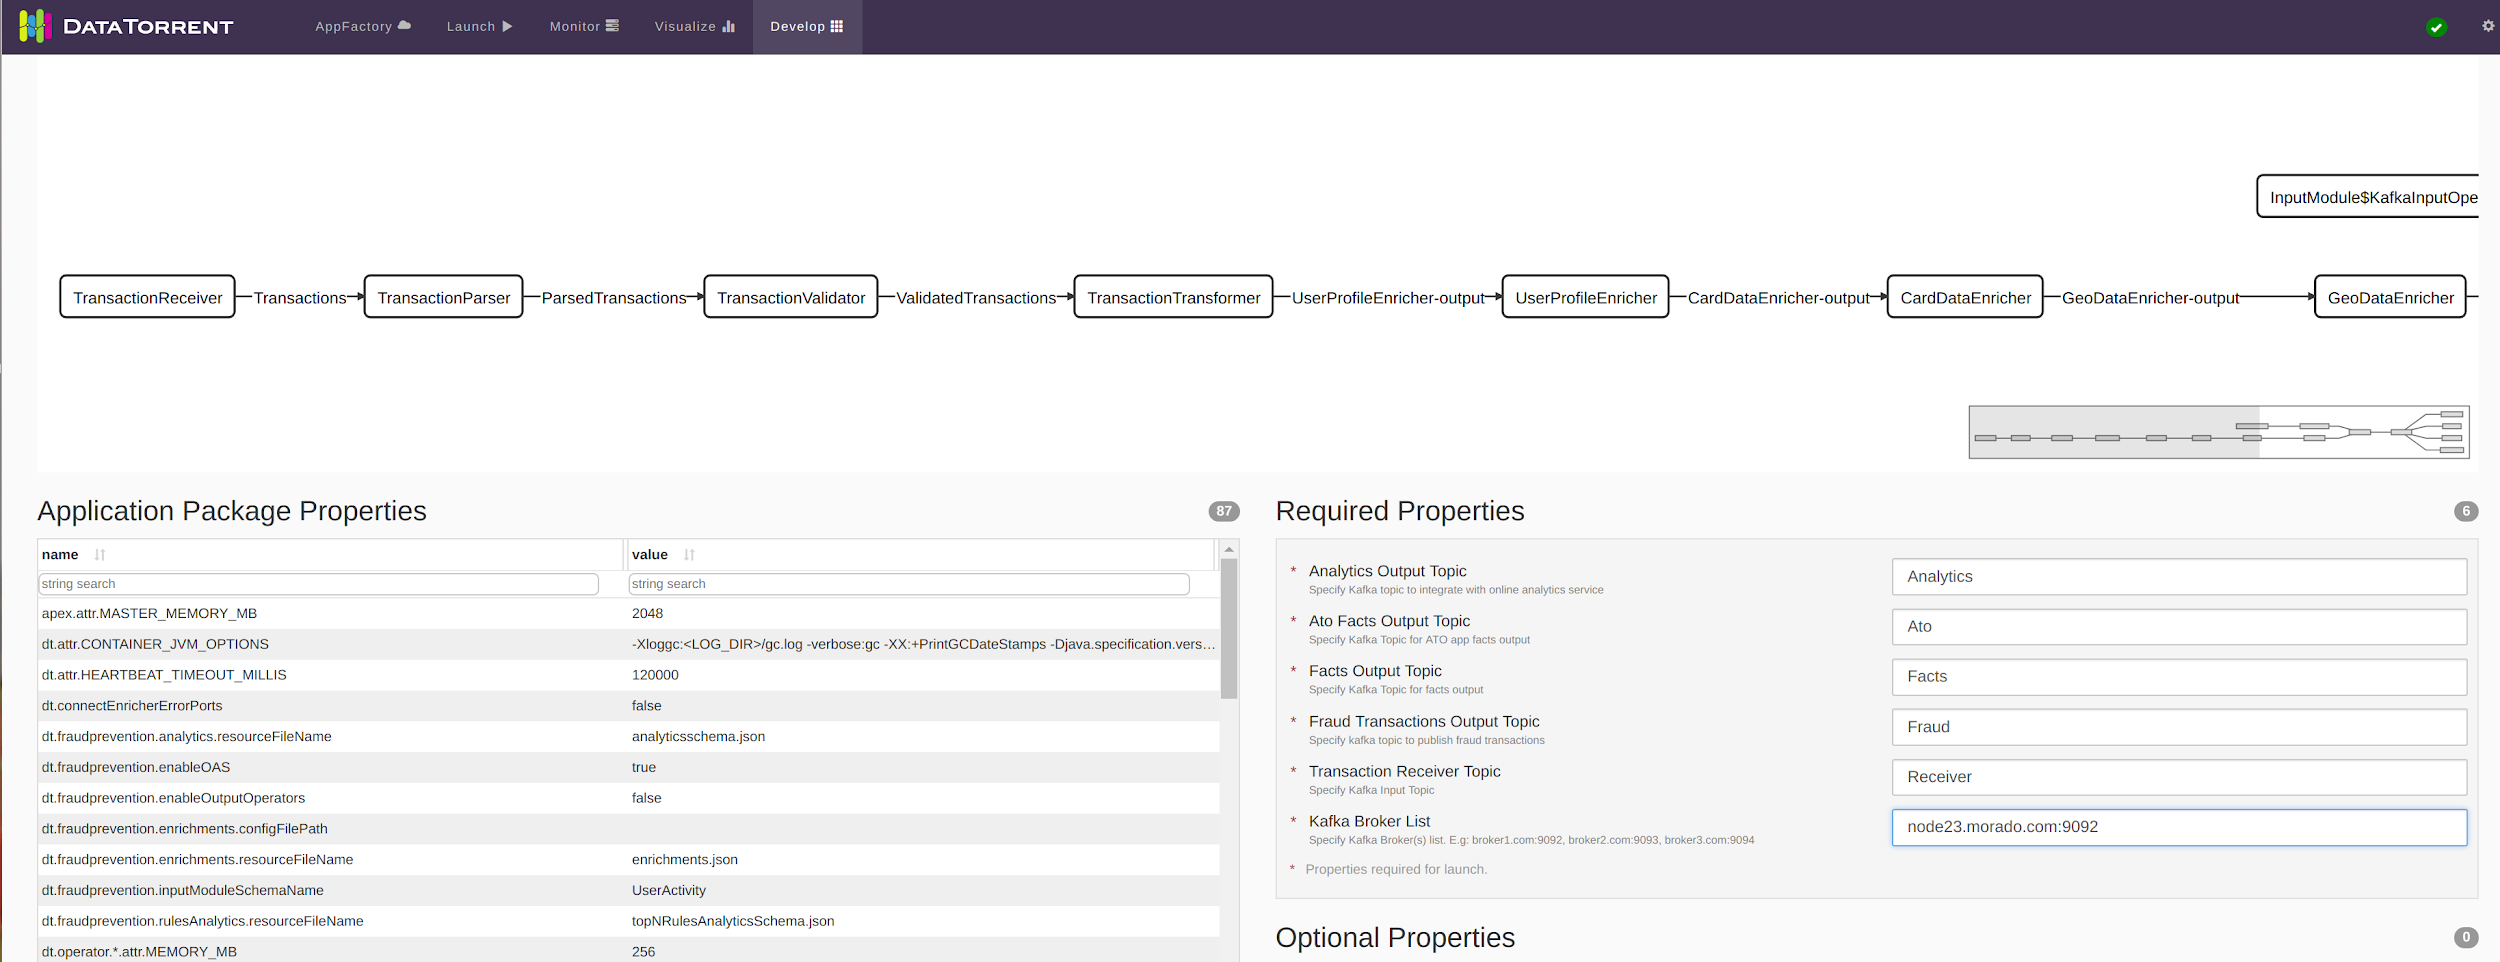 DATATORRENT AppFactory Launch Monitor Visualize Develop
InputModule$KafkaInputOpe
TransactionReceiver Transactions TransactionParser ParsedTransactions TransactionValidator ValidatedTransactions TransactionTransformer UserProfileEnricher-output UserProfileEnricher CardDataEnricher-output CardDataEnricher GeoDataEnricher-output GeoDataEnricher
Application Package Properties 87
name value
string search string search
apex.attr.MASTER_MEMORY_MB 2048
dt.attr.CONTAINER_JVM_OPTIONS -Xloggc:<LOG_DIR>/gc.log -verbose:gc -XX:+PrintGCDateStamps -Djava.specification.vers...
dt.attr.HEARTBEAT_TIMEOUT_MILLIS 120000
dt.connectEnricherErrorPorts false
dt.fraudprevention.analytics.resourceFileName analyticsschema.json
dt.fraudprevention.enableOAS true
dt.fraudprevention.enableOutputOperators false
dt.fraudprevention.enrichments.configFilePath
dt.fraudprevention.enrichments.resourceFileName enrichments.json
dt.fraudprevention.inputModuleSchemaName UserActivity
dt.fraudprevention.rulesAnalytics.resourceFileName topNRulesAnalyticsSchema.json
dt.operator.*.attr.MEMORY_MB 256
Required Properties 6
* Analytics Output Topic Analytics
Specify Kafka topic to integrate with online analytics service
* Ato Facts Output Topic Ato
Specify Kafka Topic for ATO app facts output
* Facts Output Topic Facts
Specify Kafka Topic for facts output
* Fraud Transactions Output Topic Fraud
Specify kafka topic to publish fraud transactions
* Transaction Receiver Topic Receiver
Specify Kafka Input Topic
* Kafka Broker List node23.morado.com:9092
Specify Kafka Broker(s) list. E.g: broker1.com:9092, broker2.com:9093, broker3.com:9094
* Properties required for launch.
Optional Properties 0